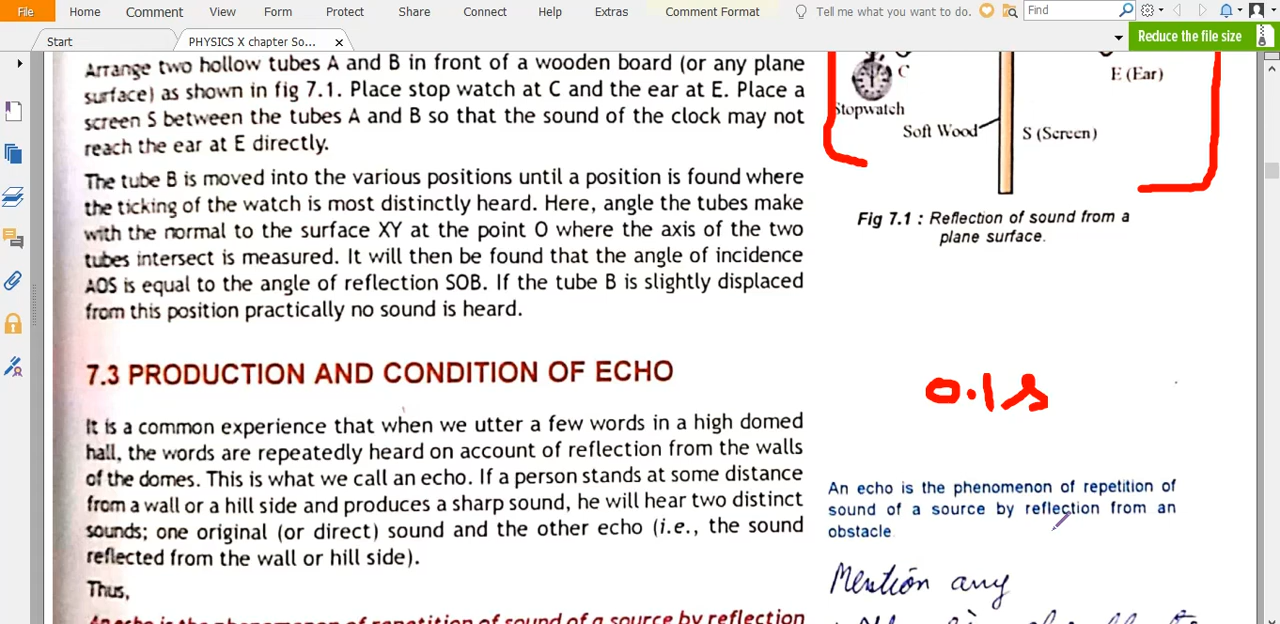 File Home Comment View Form Protect Share Connect Help Extras Comment Format Tell me what you want to do. Find
Start PHYSICS X chapter So... Reduce the file size
Arrange two hollow tubes A and B in front of a wooden board (or any plane
surface) as shown in fig 7.1. Place stop watch at C and the ear at E. Place a
screen S between the tubes A and B so that the sound of the clock may not
reach the ear at E directly.
The tube B is moved into the various positions until a position is found where
the ticking of the watch is most distinctly heard. Here, angle the tubes make
with the normal to the surface XY at the point O where the axis of the two
tubes intersect is measured. It will then be found that the angle of incidence
AOS is equal to the angle of reflection SOB. If the tube B is slightly displaced
from this position practically no sound is heard.
C
E (Ear)
Stopwatch
Soft Wood
S (Screen)
Fig 7.1 : Reflection of sound from a
plane surface.
7.3 PRODUCTION AND CONDITION OF ECHO
0.1s
It is a common experience that when we utter a few words in a high domed
hall, the words are repeatedly heard on account of reflection from the walls
of the domes. This is what we call an echo. If a person stands at some distance
from a wall or a hill side and produces a sharp sound, he will hear two distinct
sounds; one original (or direct) sound and the other echo (i.e., the sound
reflected from the wall or hill side).
Thus,
An echo is the phenomenon of repetition of sound of a source by reflection
An echo is the phenomenon of repetition of
sound of a source by reflection from an
obstacle.
Mention any